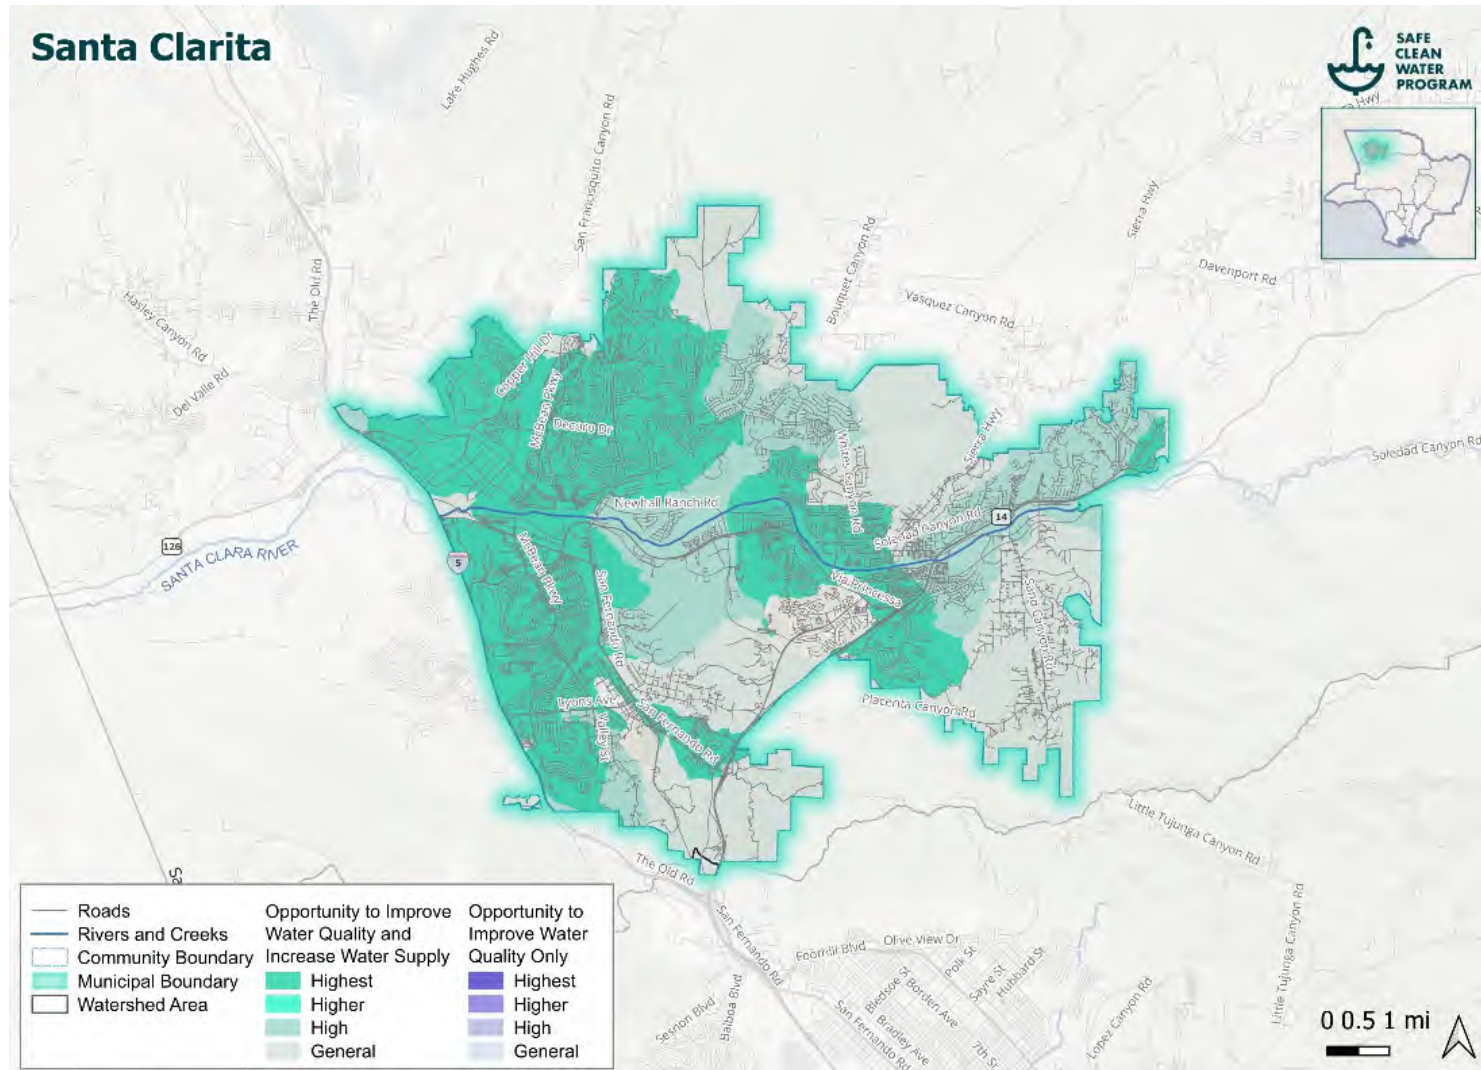 Santa Clarita
SAFE
CLEAN
WATER
PROGRAM
Lake Hughes Rd
San Francisquito Canyon Rd
Sierra Hwy
Bouquet Canyon Rd
Davenport Rd
Vasquez Canyon Rd
The Old Rd
Hasley Canyon Rd
Del Valle Rd
Copper Hill Dr
McBean Pkwy
Decoro Dr
Whites Canyon Rd
Sierra Hwy
Soledad Canyon Rd
Newhall Ranch Rd
Soledad Canyon Rd
14
126
SANTA CLARA RIVER
5
McBean Pkwy
San Fernando Rd
Via Princessa
Sand Canyon Rd
Placenta Canyon Rd
Lyons Ave
Valley St
San Fernando Rd
Little Tujunga Canyon Rd
The Old Rd
San Fernando Rd
Foothill Blvd
Olive View Dr
Polk St
Sayre St
Hubbard St
Bledsoe St
Borden Ave
Bradley Ave
San Fernando Rd
7th St
Sesnon Blvd
Balboa Blvd
Lopez Canyon Rd
Little Tujunga Canyon Rd
Roads
Rivers and Creeks
Community Boundary
Municipal Boundary
Watershed Area
Opportunity to Improve
Water Quality and
Increase Water Supply
Highest
Higher
High
General
Opportunity to
Improve Water
Quality Only
Highest
Higher
High
General
0 0.5 1 mi